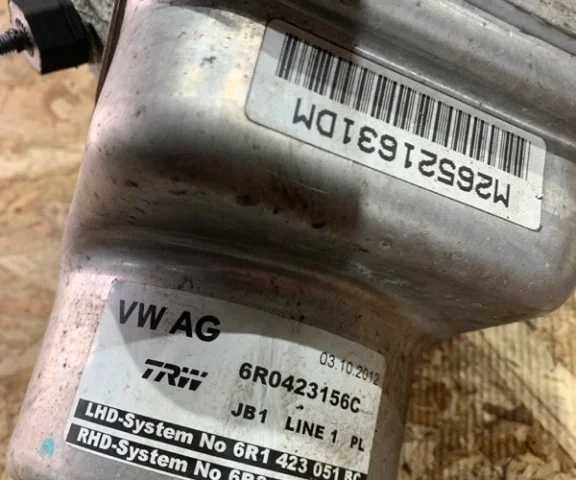 M26521631DM
VW AG
03.10.2012
TRW 6R0423156C
JB1 LINE 1 PL
LHD-System No 6R1 423 051
RHD-System No